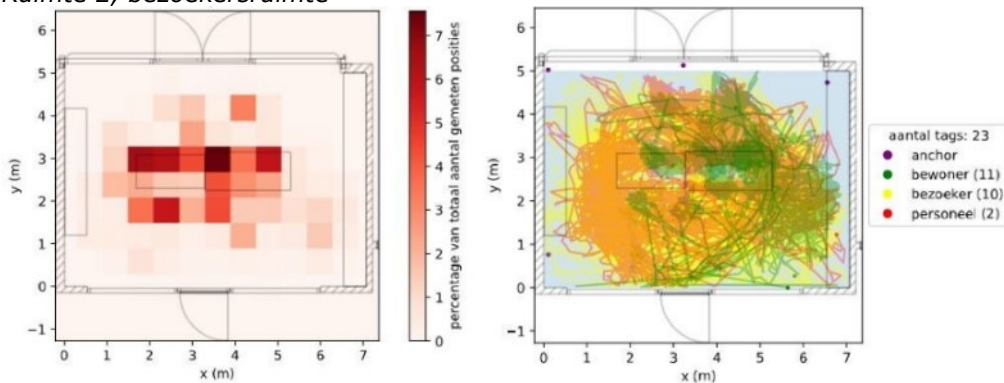 Ruimte 2, bezoekersruimte
6
5
4
3
2
1
0
−1
y (m)
0 1 2 3 4 5 6 7
x (m)
7
6
5
4
3
2
1
0
percentage van totaal aantal gemeten posities
6
5
4
3
2
1
0
−1
y (m)
0 1 2 3 4 5 6 7
x (m)
aantal tags: 23
anchor
bewoner (11)
bezoeker (10)
personeel (2)